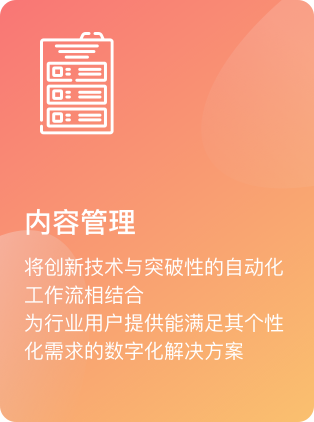 内容管理
将创新技术与突破性的自动化
工作流相结合
为行业用户提供能满足其个性
化需求的数字化解决方案